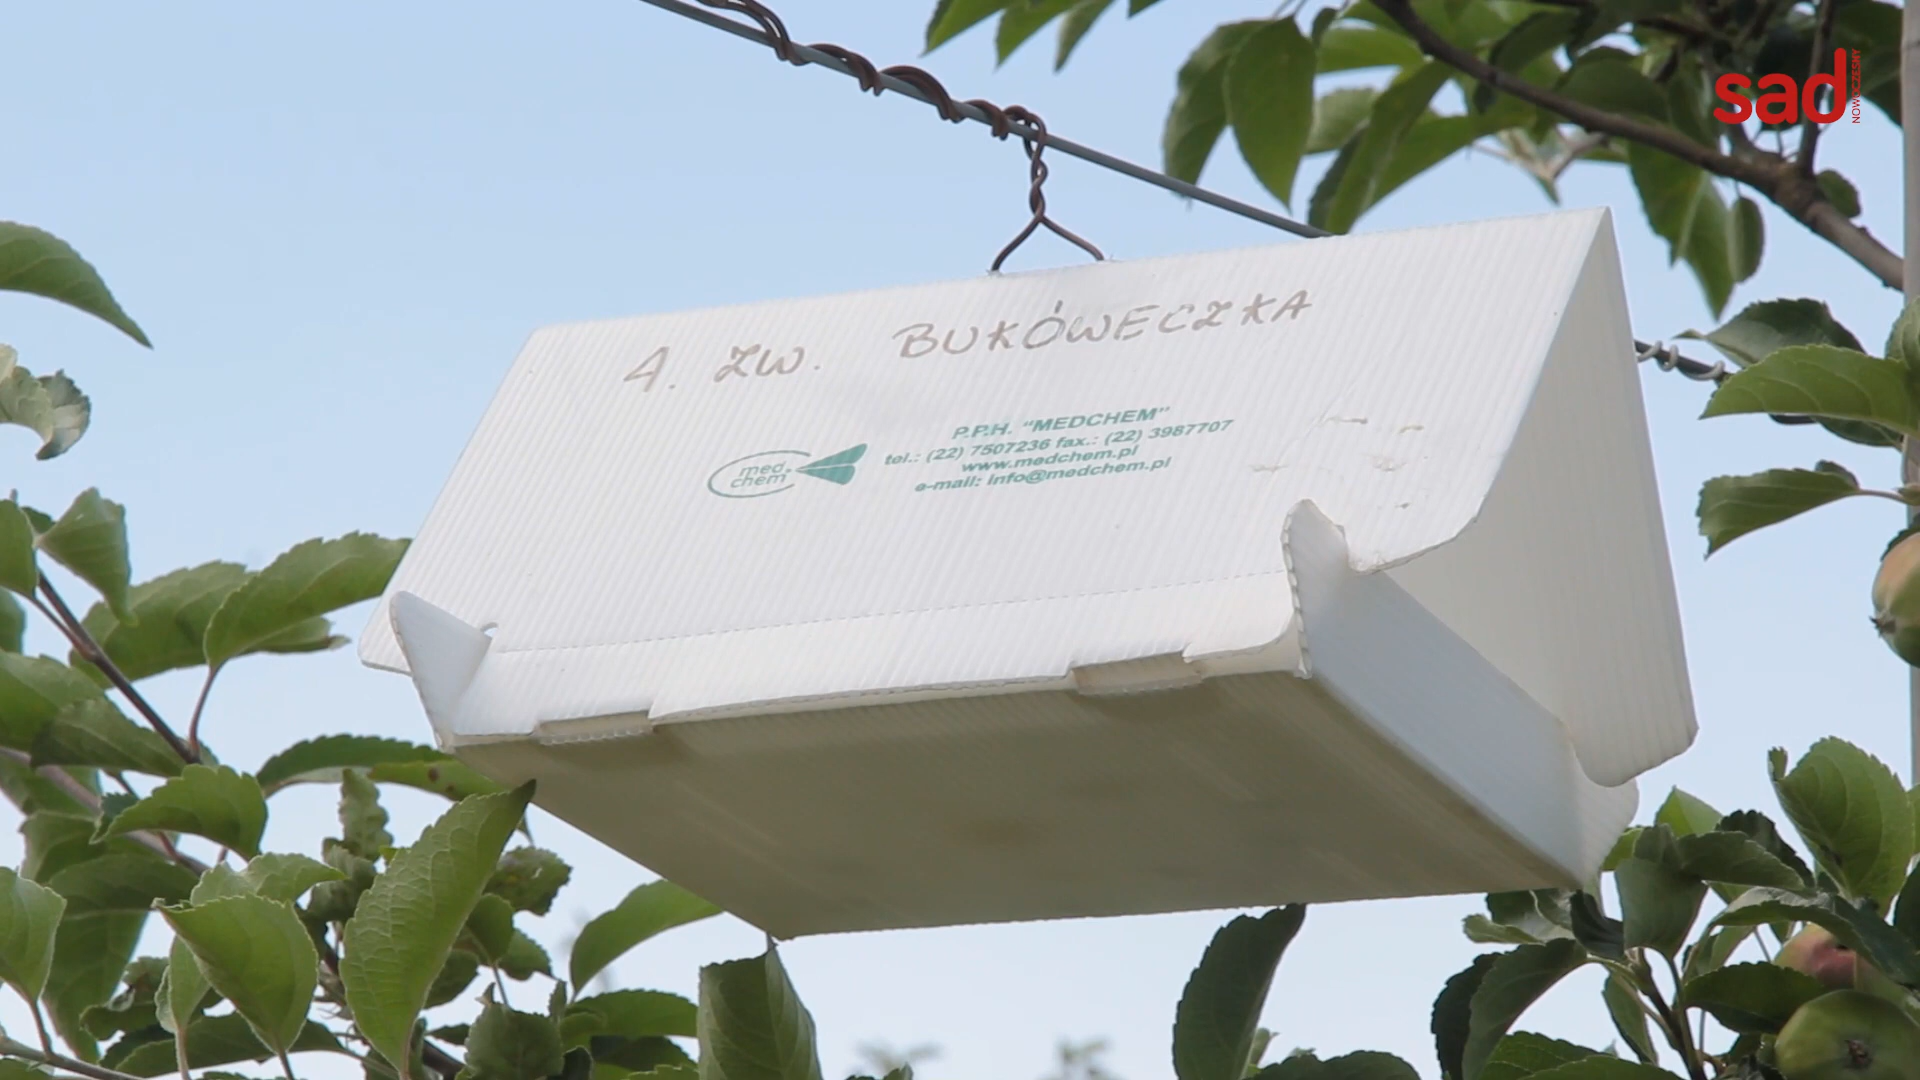 sad
NOWOCZESNY
4. ZW. BUKÓWECZKA
P.P.H. "MEDCHEM"
tel.: (22) 7507236 fax.: (22) 3987707
www.medchem.pl
e-mail: info@medchem.pl
med
chem